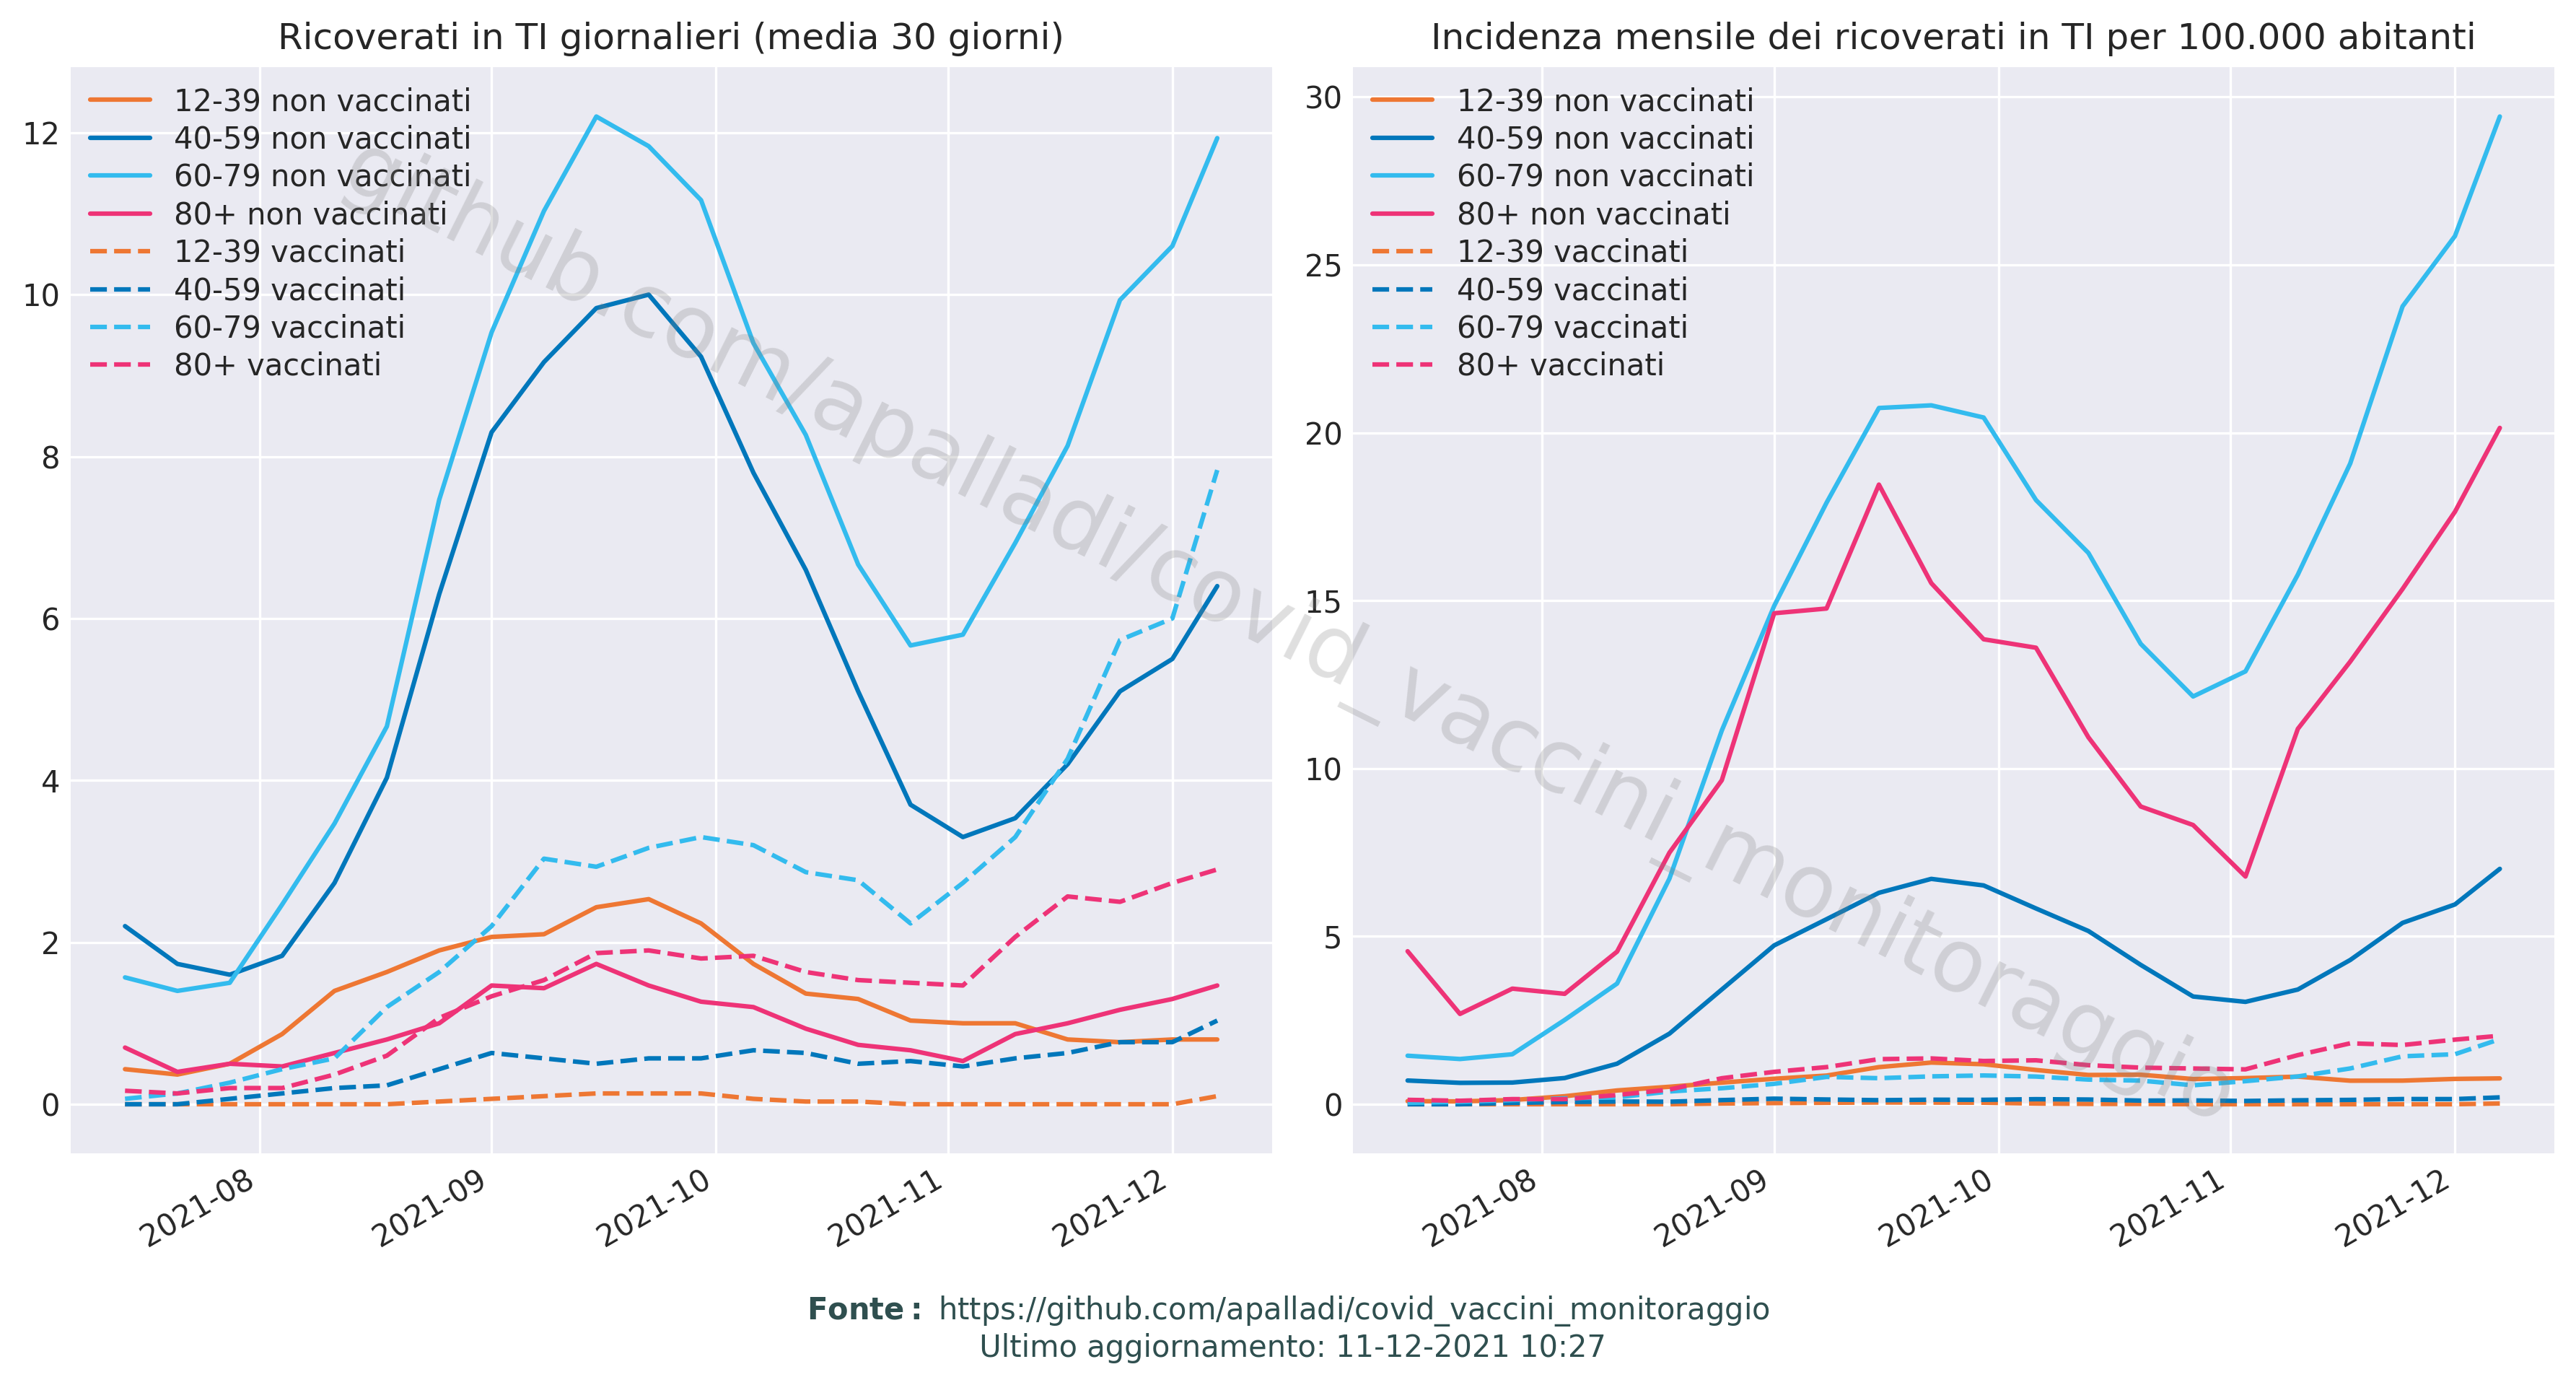 Ricoverati in TI giornalieri (media 30 giorni)
12
10
8
6
4
2
0
12-39 non vaccinati
40-59 non vaccinati
60-79 non vaccinati
80+ non vaccinati
12-39 vaccinati
40-59 vaccinati
60-79 vaccinati
80+ vaccinati
2021-08
2021-09
2021-10
2021-11
2021-12
Incidenza mensile dei ricoverati in TI per 100.000 abitanti
30
25
20
15
10
5
0
12-39 non vaccinati
40-59 non vaccinati
60-79 non vaccinati
80+ non vaccinati
12-39 vaccinati
40-59 vaccinati
60-79 vaccinati
80+ vaccinati
2021-08
2021-09
2021-10
2021-11
2021-12
github.com/apalladi/covid_vaccini_monitoraggio
Fonte: https://github.com/apalladi/covid_vaccini_monitoraggio
Ultimo aggiornamento: 11-12-2021 10:27